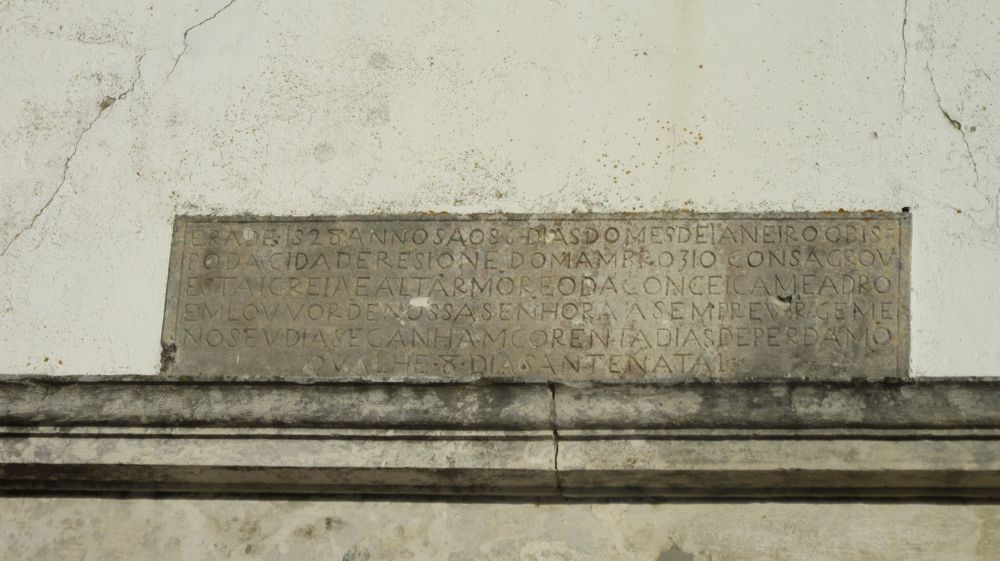 ERA DE 1528 ANNOS AOS 6 DIAS DO MES DE IANEIRO O BIS
PO DA CIDADE RESIONE DOM AMBROZIO CONSAGROV
ESTA IGREIA E ALTAR MOR E O DA CONCEICAM E ADRO
EM LOVVOR DE NOSSA SENHORA A SEMPRE VIRGEM E
NO SEV DIA SE GANHAM CORENTA DIAS DE PERDAM O
QVAL HE 8 DIAS ANTE NATAL